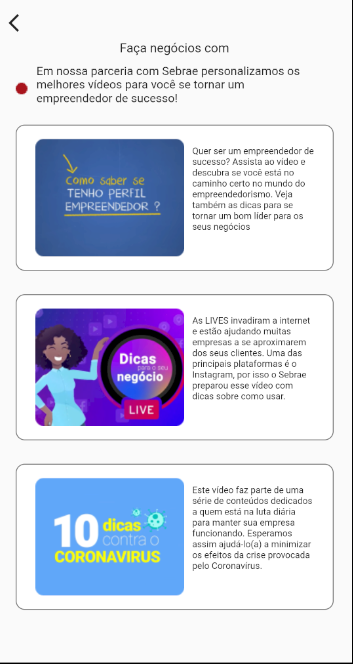 Faça negócios com
Em nossa parceria com Sebrae personalizamos os
melhores vídeos para você se tornar um
empreendedor de sucesso!
Como saber se
TENHO PERFIL
EMPREENDEDOR ?
Quer ser um empreendedor de
sucesso? Assista ao video e
descubra se você está no
caminho certo no mundo do
empreendedorismo. Veja
também as dicas para se
tornar um bom líder para os
seus negócios
Dicas
para o seu
negócio
LIVE
As LIVES invadiram a internet
e estão ajudando muitas
empresas a se aproximarem
dos seus clientes. Uma das
principais plataformas é o
Instagram, por isso o Sebrae
preparou esse vídeo com
dicas sobre como usar.
10 dicas
contra o
CORONAVÍRUS
Este vídeo faz parte de uma
série de conteúdos dedicados
a quem está na luta diária
para manter sua empresa
funcionando. Esperamos
assim ajudá-lo(a) a minimizar
os efeitos da crise provocada
pelo Coronavírus.